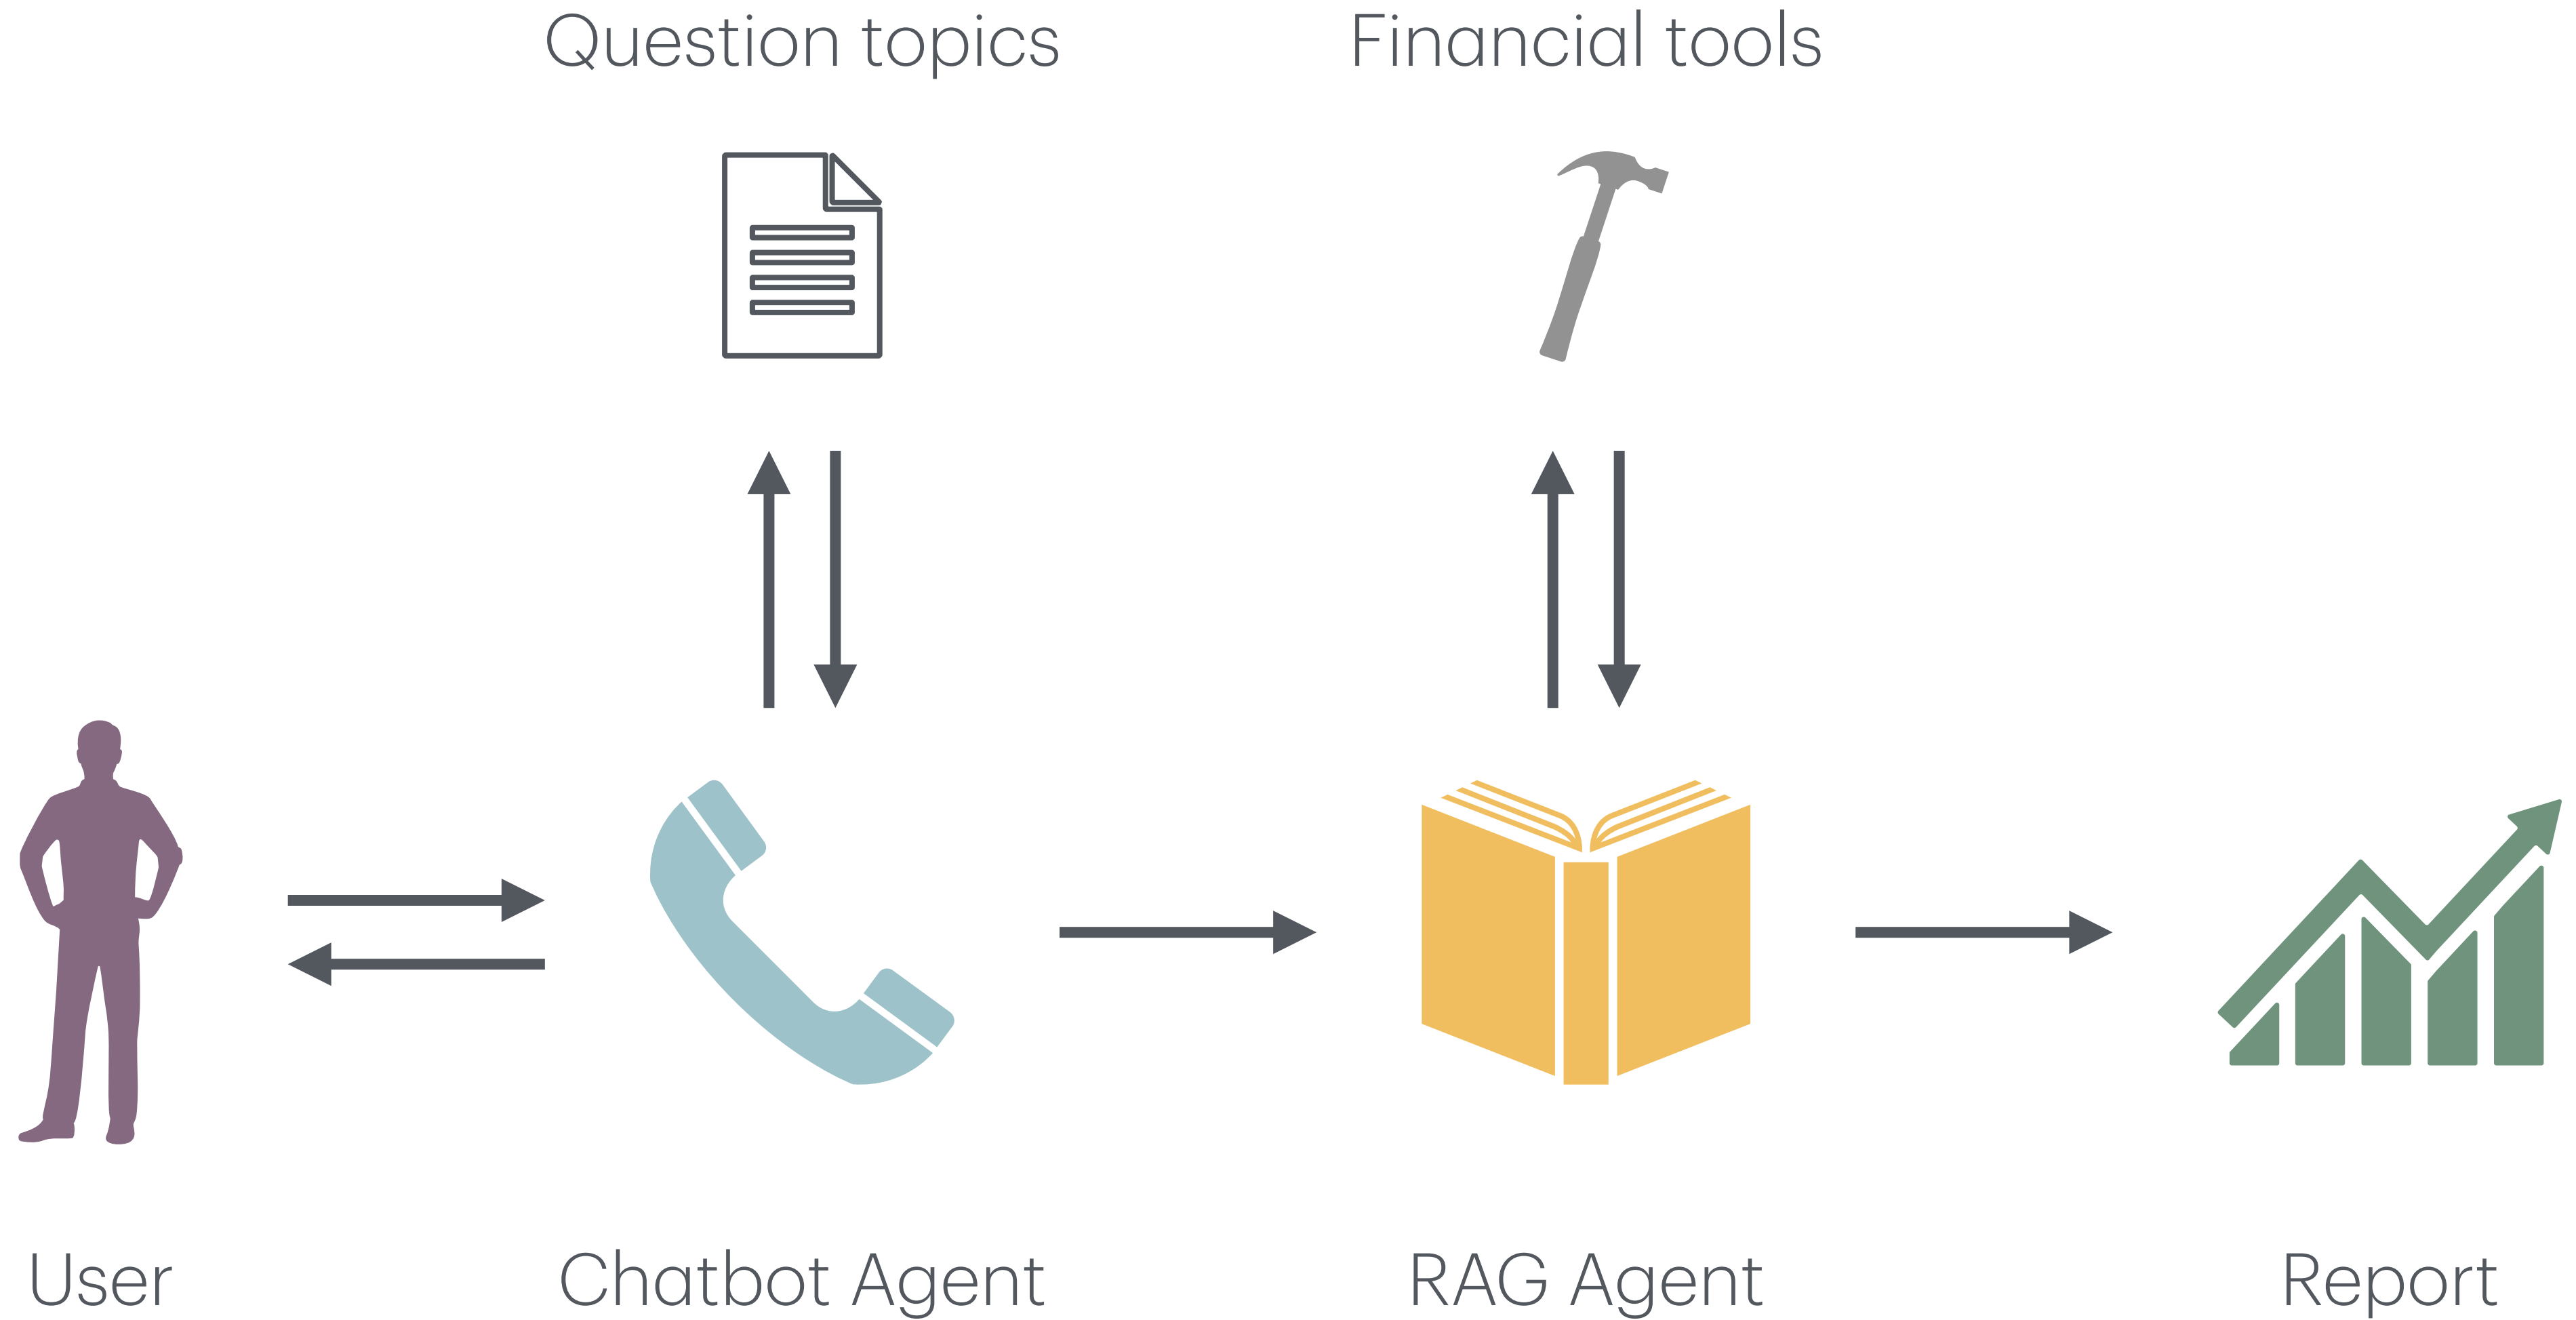 Question topics
Financial tools
User
Chatbot Agent
RAG Agent
Report